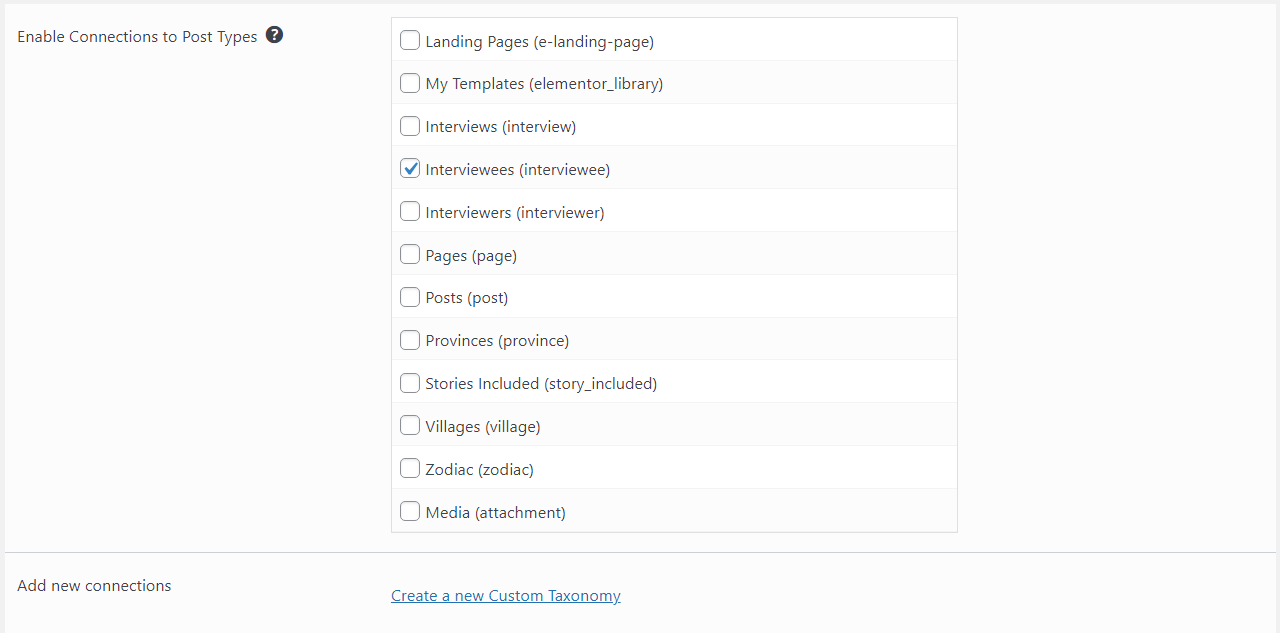 Enable Connections to Post Types ?
Landing Pages (e-landing-page)
My Templates (elementor_library)
Interviews (interview)
Interviewees (interviewee)
Interviewers (interviewer)
Pages (page)
Posts (post)
Provinces (province)
Stories Included (story_included)
Villages (village)
Zodiac (zodiac)
Media (attachment)
Add new connections
Create a new Custom Taxonomy